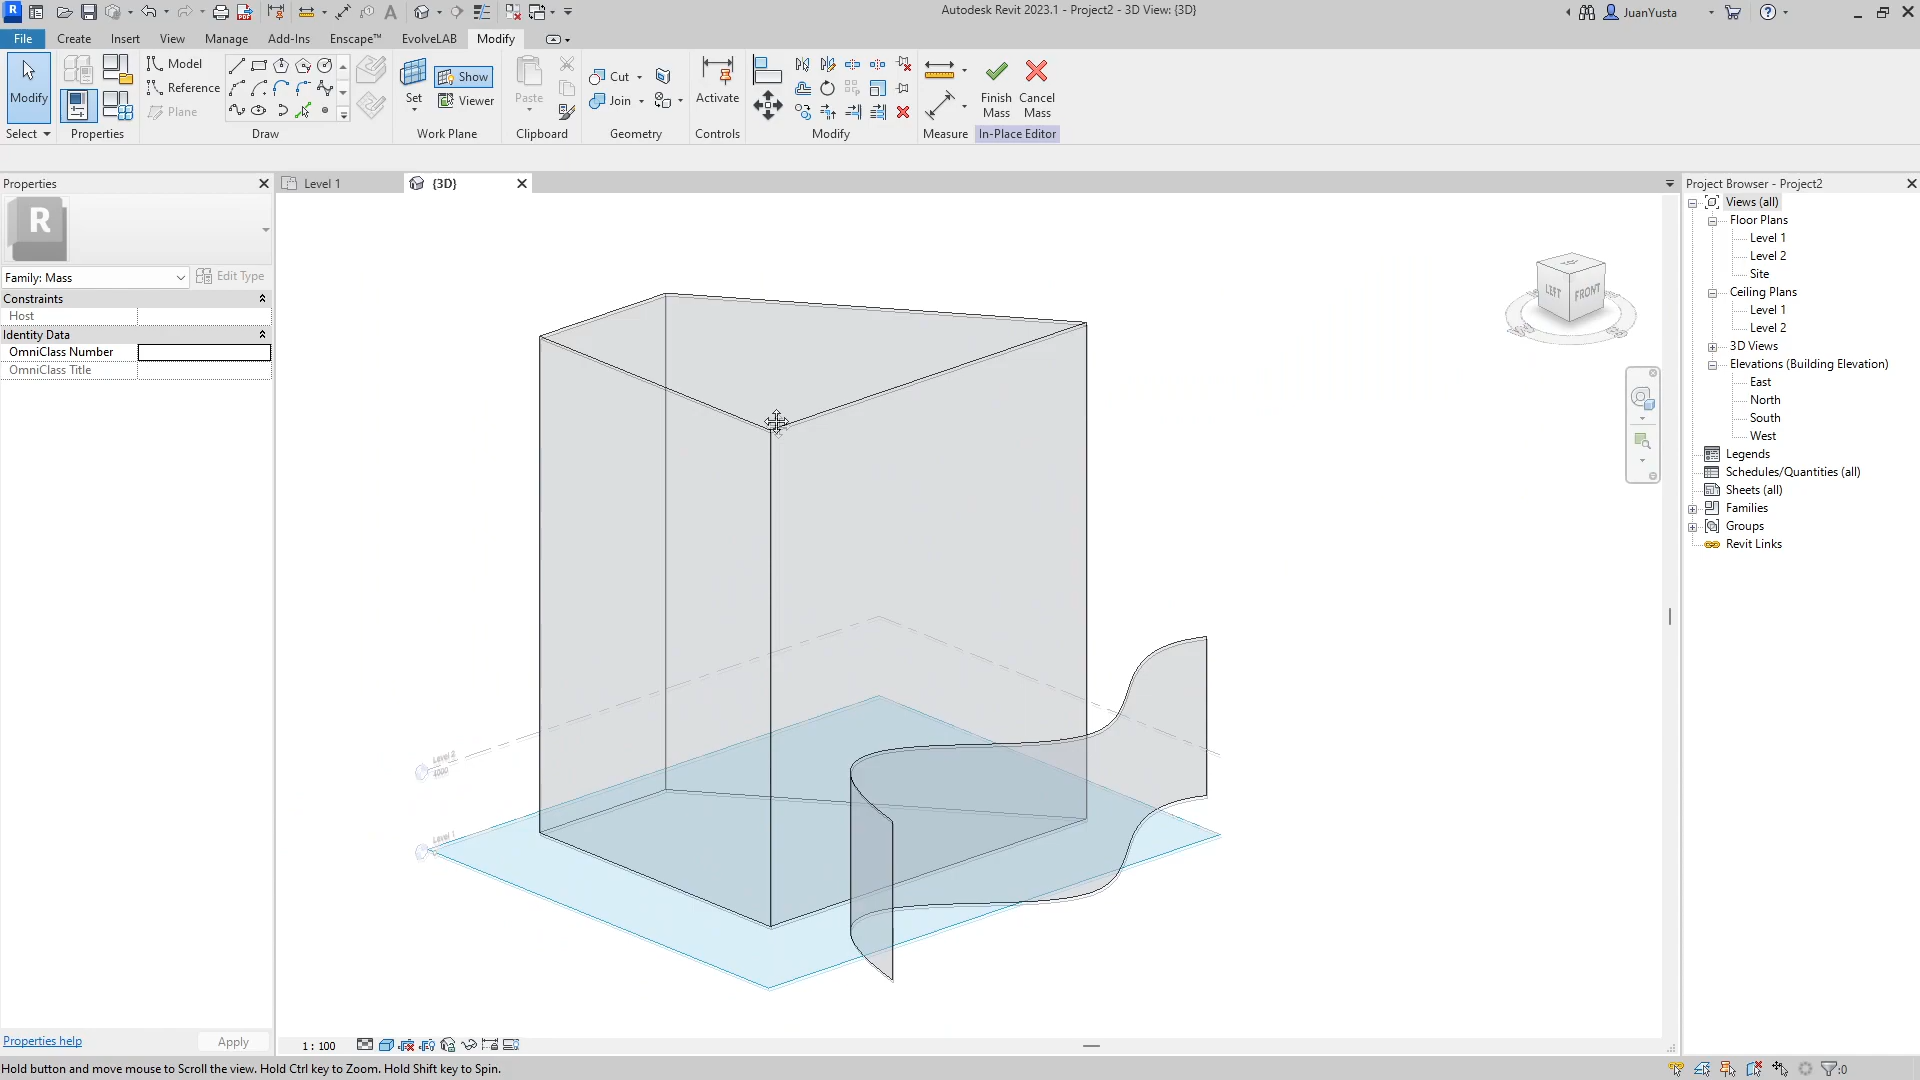 Autodesk Revit 2023.1 - Project2 - 3D View: {3D}
JuanYusta
File
Create
Insert
View
Manage
Add-Ins
Enscape™
EvolveLAB
Modify
Modify
Select
Properties
Model
Reference
Plane
Draw
Set
Show
Viewer
Work Plane
Paste
Clipboard
Cut
Join
Geometry
Activate
Controls
Modify
Measure
Finish Mass
Cancel Mass
In-Place Editor
Properties
Level 1
{3D}
Project Browser - Project2
R
Family: Mass
Edit Type
Constraints
Host
Identity Data
OmniClass Number
OmniClass Title
Views (all)
Floor Plans
Level 1
Level 2
Site
Ceiling Plans
Level 1
Level 2
3D Views
Elevations (Building Elevation)
East
North
South
West
Legends
Schedules/Quantities (all)
Sheets (all)
Families
Groups
Revit Links
TOP
LEFT
FRONT
Level 2
4000
Level 1
Properties help
Apply
1 : 100
Hold button and move mouse to Scroll the view. Hold Ctrl key to Zoom. Hold Shift key to Spin.
:0